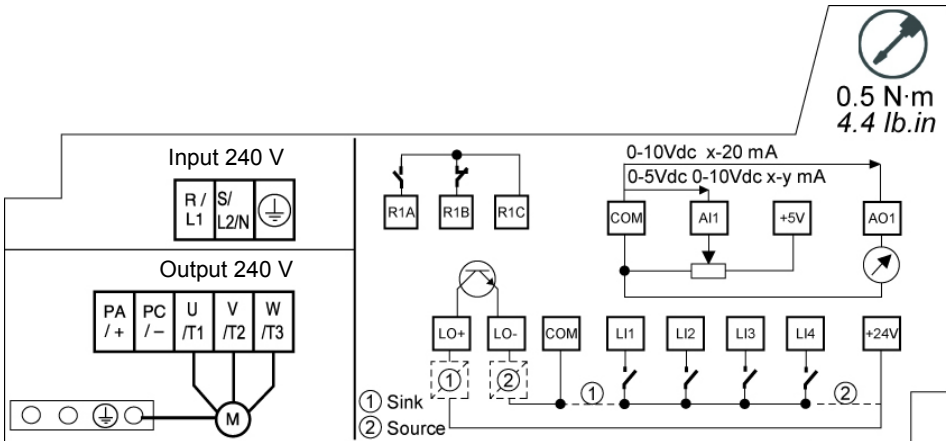 0.5 N·m
4.4 lb.in
Input 240 V
R / L1
S/ L2/N
Output 240 V
PA / +
PC / –
U /T1
V /T2
W /T3
M
R1A
R1B
R1C
0-10Vdc x-20 mA
0-5Vdc 0-10Vdc x-y mA
COM
AI1
+5V
AO1
LO+
LO-
COM
LI1
LI2
LI3
LI4
+24V
①
②
①
②
① Sink
② Source